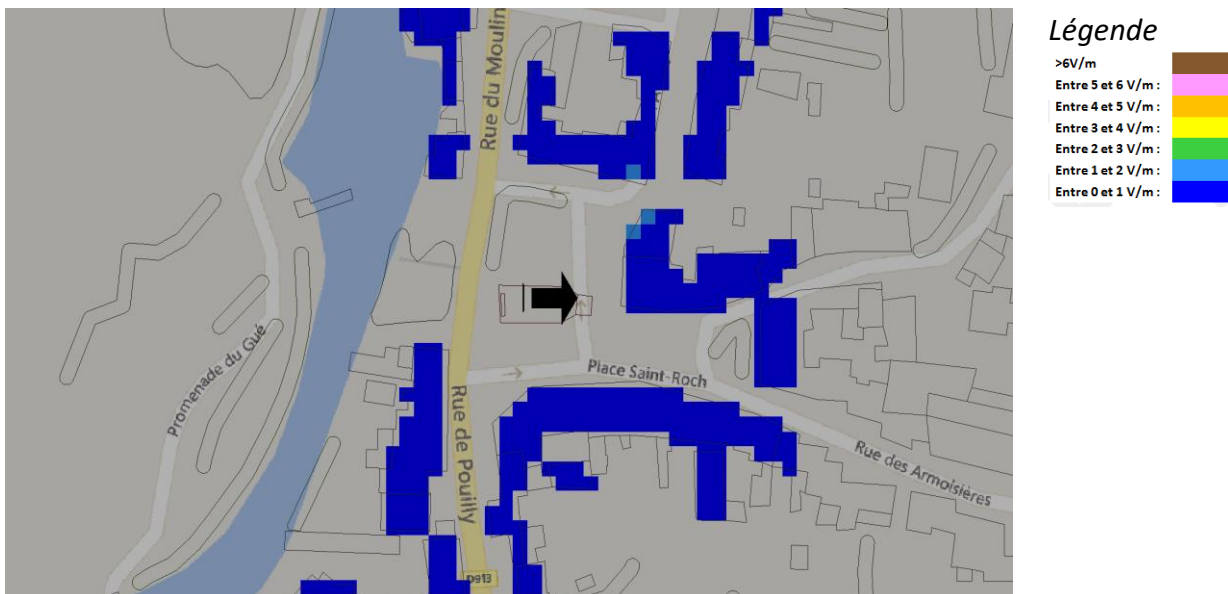 Légende
>6V/m
Entre 5 et 6 V/m :
Entre 4 et 5 V/m :
Entre 3 et 4 V/m :
Entre 2 et 3 V/m :
Entre 1 et 2 V/m :
Entre 0 et 1 V/m :
Rue du Moulin
Promenade du Gué
Place Saint-Roch
Rue de Pouilly
Rue des Armoisières
D913